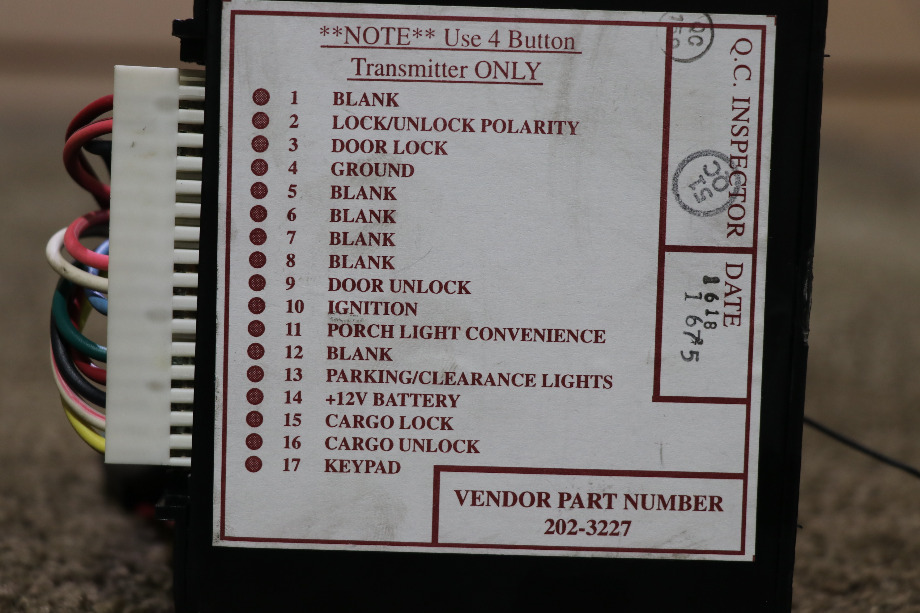 **NOTE** Use 4 Button
Transmitter ONLY
1 BLANK
2 LOCK/UNLOCK POLARITY
3 DOOR LOCK
4 GROUND
5 BLANK
6 BLANK
7 BLANK
8 BLANK
9 DOOR UNLOCK
10 IGNITION
11 PORCH LIGHT CONVENIENCE
12 BLANK
13 PARKING/CLEARANCE LIGHTS
14 +12V BATTERY
15 CARGO LOCK
16 CARGO UNLOCK
17 KEYPAD
VENDOR PART NUMBER
202-3227
Q.C. INSPECTOR
QC
51
QC
DATE